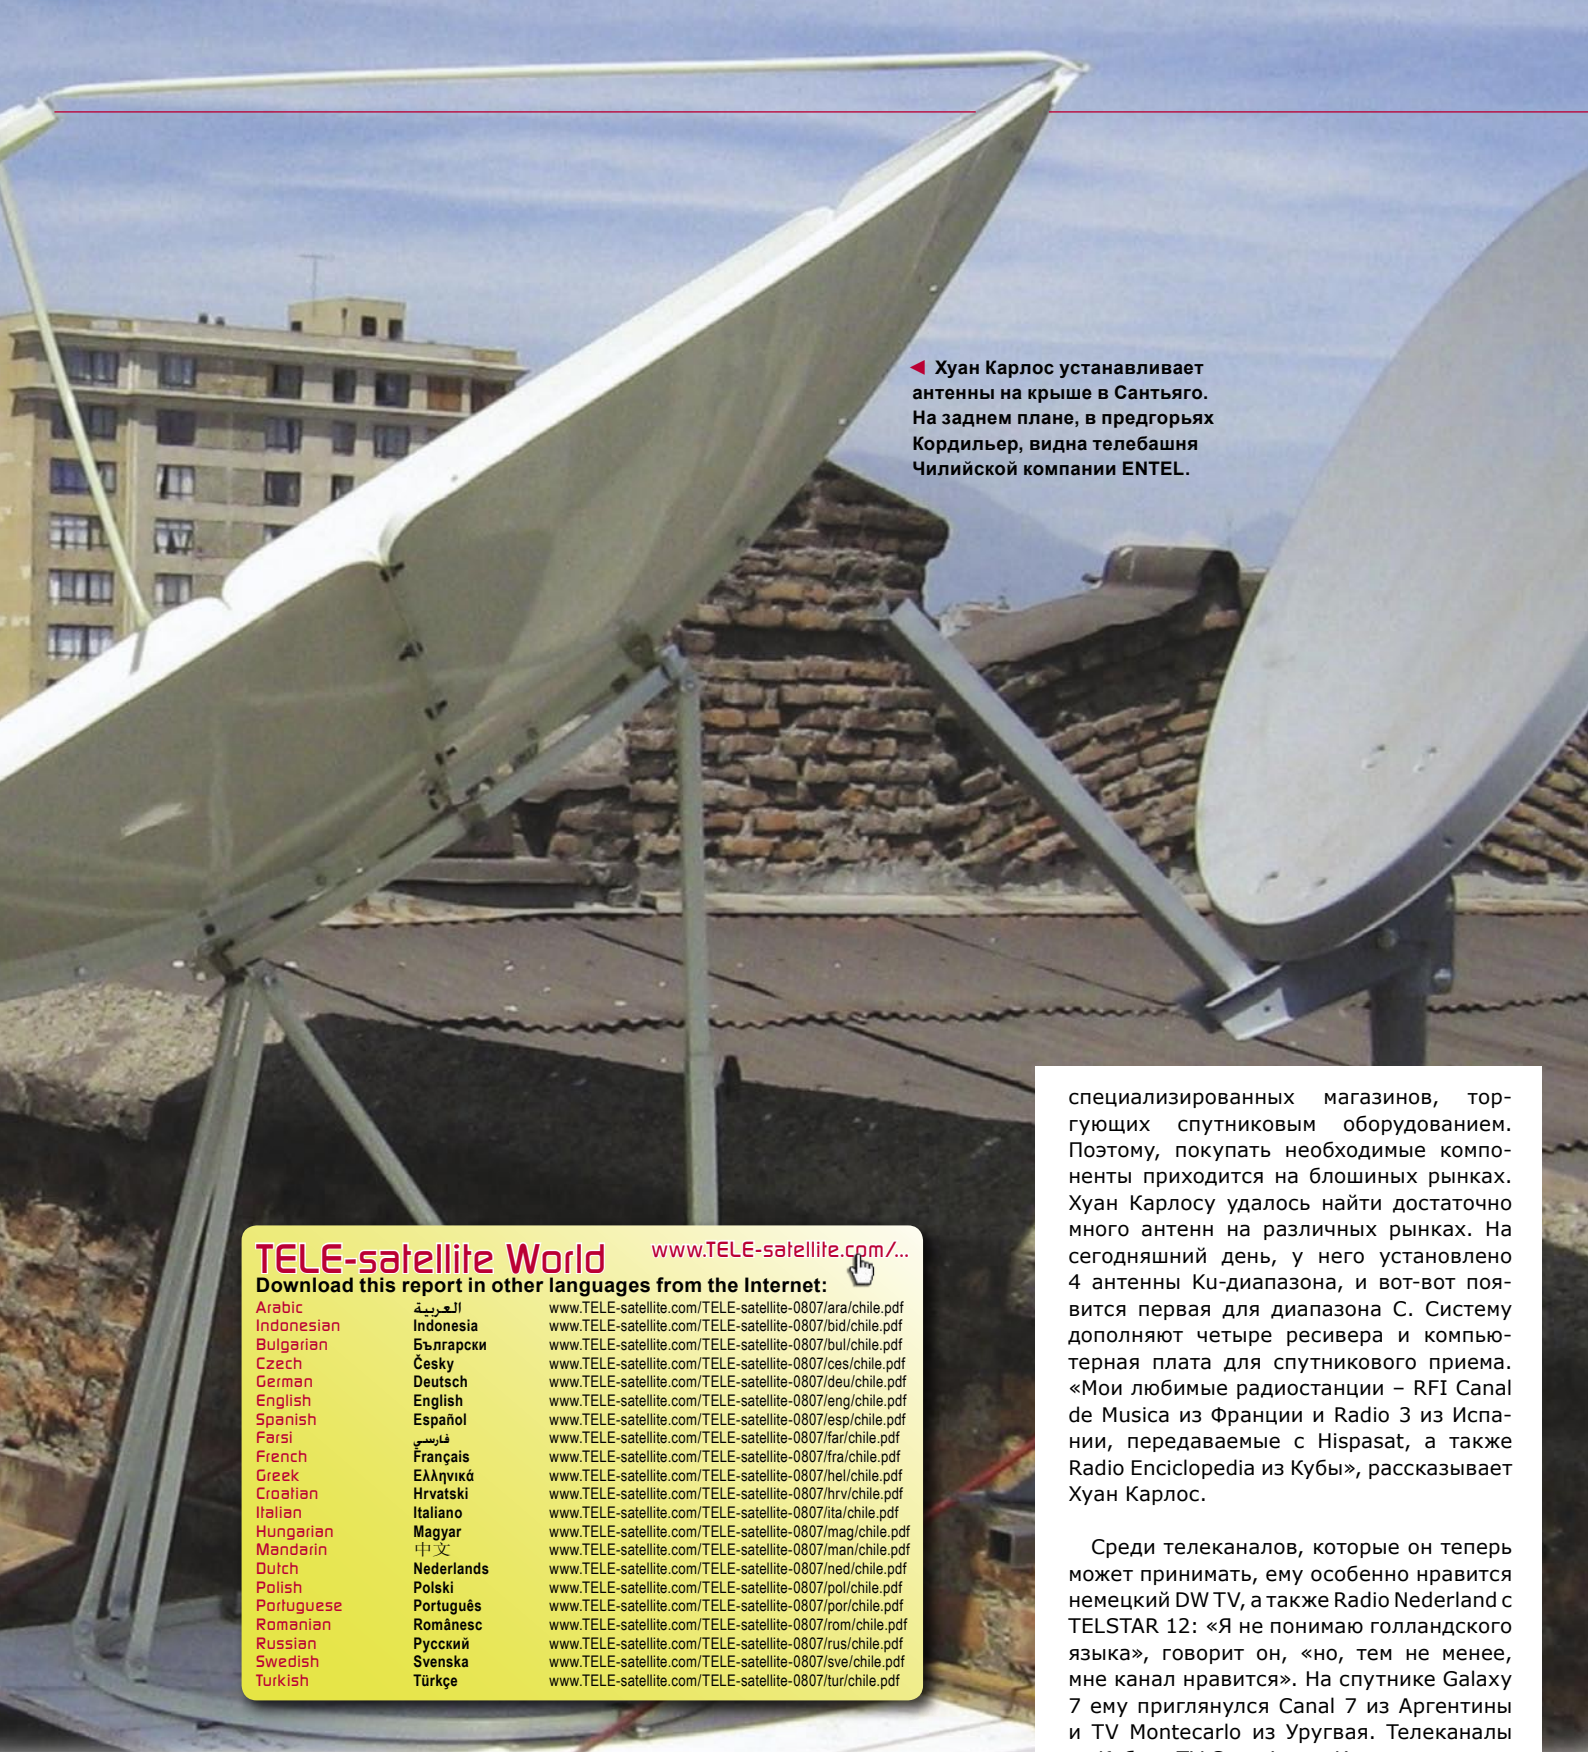 ◄ Хуан Карлос устанавливает
антенны на крыше в Сантьяго.
На заднем плане, в предгорьях
Кордильер, видна телебашня
Чилийской компании ENTEL.
TELE-satellite World www.TELE-satellite.com/...
Download this report in other languages from the Internet:
Arabic العربية www.TELE-satellite.com/TELE-satellite-0807/ara/chile.pdf
Indonesian Indonesia www.TELE-satellite.com/TELE-satellite-0807/bid/chile.pdf
Bulgarian Български www.TELE-satellite.com/TELE-satellite-0807/bul/chile.pdf
Czech Česky www.TELE-satellite.com/TELE-satellite-0807/ces/chile.pdf
German Deutsch www.TELE-satellite.com/TELE-satellite-0807/deu/chile.pdf
English English www.TELE-satellite.com/TELE-satellite-0807/eng/chile.pdf
Spanish Español www.TELE-satellite.com/TELE-satellite-0807/esp/chile.pdf
Farsi فارسي www.TELE-satellite.com/TELE-satellite-0807/far/chile.pdf
French Français www.TELE-satellite.com/TELE-satellite-0807/fra/chile.pdf
Greek Ελληνικά www.TELE-satellite.com/TELE-satellite-0807/hel/chile.pdf
Croatian Hrvatski www.TELE-satellite.com/TELE-satellite-0807/hrv/chile.pdf
Italian Italiano www.TELE-satellite.com/TELE-satellite-0807/ita/chile.pdf
Hungarian Magyar www.TELE-satellite.com/TELE-satellite-0807/mag/chile.pdf
Mandarin 中文 www.TELE-satellite.com/TELE-satellite-0807/man/chile.pdf
Dutch Nederlands www.TELE-satellite.com/TELE-satellite-0807/ned/chile.pdf
Polish Polski www.TELE-satellite.com/TELE-satellite-0807/pol/chile.pdf
Portuguese Português www.TELE-satellite.com/TELE-satellite-0807/por/chile.pdf
Romanian Românesc www.TELE-satellite.com/TELE-satellite-0807/rom/chile.pdf
Russian Русский www.TELE-satellite.com/TELE-satellite-0807/rus/chile.pdf
Swedish Svenska www.TELE-satellite.com/TELE-satellite-0807/sve/chile.pdf
Turkish Türkçe www.TELE-satellite.com/TELE-satellite-0807/tur/chile.pdf
специализированных магазинов, тор-
гующих спутниковым оборудованием.
Поэтому, покупать необходимые компо-
ненты приходится на блошиных рынках.
Хуан Карлосу удалось найти достаточно
много антенн на различных рынках. На
сегодняшний день, у него установлено
4 антенны Ku-диапазона, и вот-вот поя-
вится первая для диапазона C. Систему
дополняют четыре ресивера и компью-
терная плата для спутникового приема.
«Мои любимые радиостанции – RFI Canal
de Musica из Франции и Radio 3 из Испа-
нии, передаваемые с Hispasat, а также
Radio Enciclopedia из Кубы», рассказывает
Хуан Карлос.
Среди телеканалов, которые он теперь
может принимать, ему особенно нравится
немецкий DW TV, а также Radio Nederland с
TELSTAR 12: «Я не понимаю голландского
языка», говорит он, «но, тем не менее,
мне канал нравится». На спутнике Galaxy
7 ему приглянулся Canal 7 из Аргентины
и TV Montecarlo из Уругвая. Телеканалы